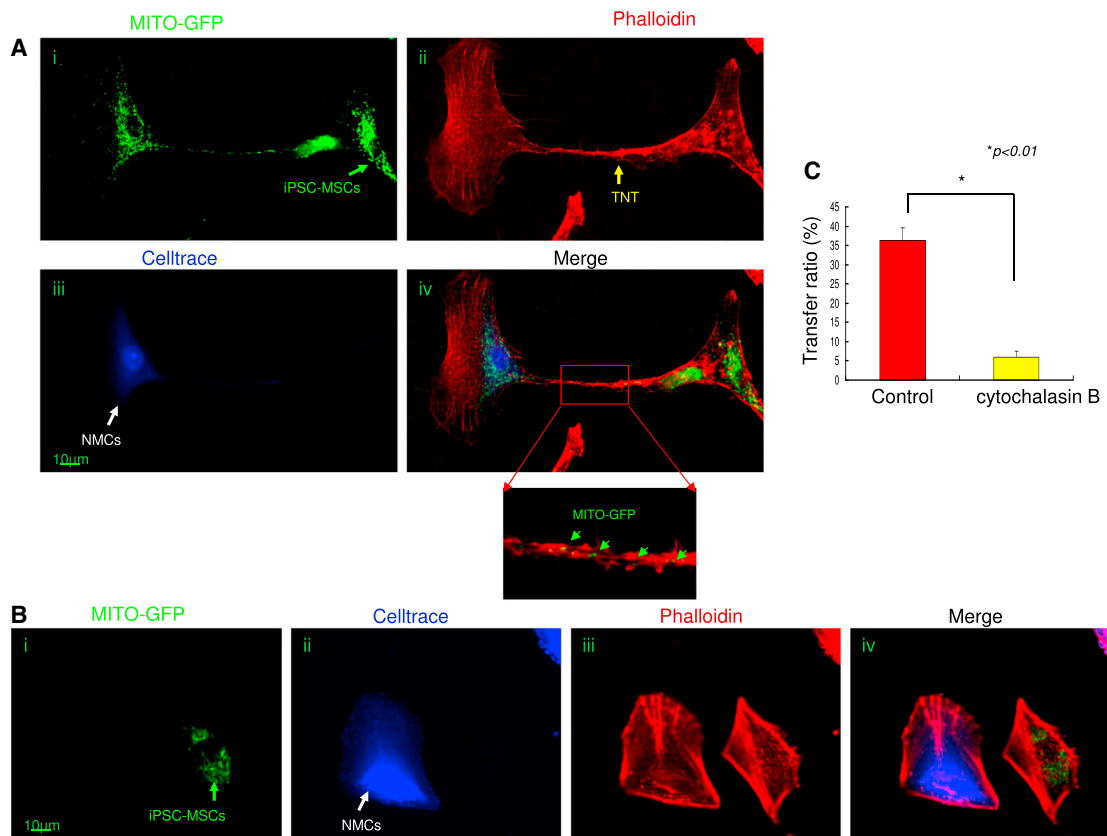 A
MITO-GFP
Phalloidin
i
iPSC-MSCs
ii
TNT
Celltrace
Merge
iii
NMCs
10µm
iv
MITO-GFP
C
*p<0.01
*
Transfer ratio (%)
45
40
35
30
25
20
15
10
5
0
Control
cytochalasin B
B
MITO-GFP
Celltrace
Phalloidin
Merge
i
iPSC-MSCs
10µm
ii
NMCs
iii
iv